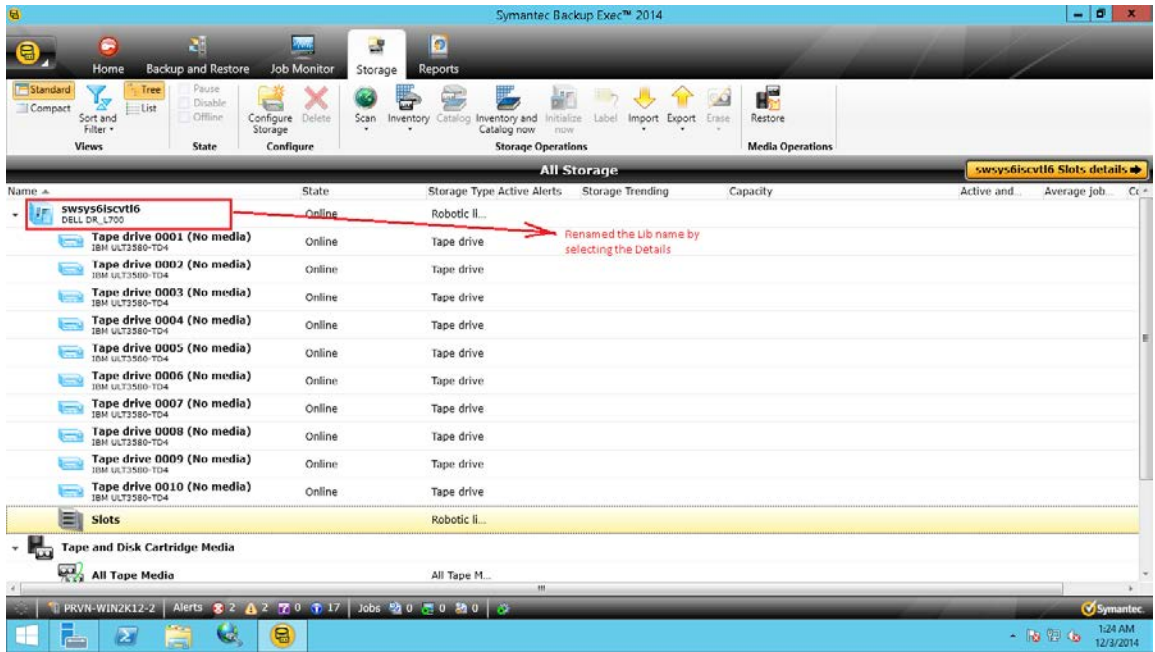 Symantec Backup Exec™ 2014
Home Backup and Restore Job Monitor Storage Reports
Standard Compact
Sort and Filter
Tree List
Views
Pause Disable Offline
State
Configure Storage Delete
Configure
Scan Inventory Catalog Inventory and Catalog now Initialize now Label Import Export Erase
Storage Operations
Restore
Media Operations
All Storage
swsys6iscvtl6 Slots details
Name State Storage Type Active Alerts Storage Trending Capacity Active and... Average job...
swsys6iscvtl6 Online Robotic li...
DELL DR_L700
Renamed the Lib name by
selecting the Details
Tape drive 0001 (No media) Online Tape drive
IBM ULT3580-TD4
Tape drive 0002 (No media) Online Tape drive
IBM ULT3580-TD4
Tape drive 0003 (No media) Online Tape drive
IBM ULT3580-TD4
Tape drive 0004 (No media) Online Tape drive
IBM ULT3580-TD4
Tape drive 0005 (No media) Online Tape drive
IBM ULT3580-TD4
Tape drive 0006 (No media) Online Tape drive
IBM ULT3580-TD4
Tape drive 0007 (No media) Online Tape drive
IBM ULT3580-TD4
Tape drive 0008 (No media) Online Tape drive
IBM ULT3580-TD4
Tape drive 0009 (No media) Online Tape drive
IBM ULT3580-TD4
Tape drive 0010 (No media) Online Tape drive
IBM ULT3580-TD4
Slots Robotic li...
Tape and Disk Cartridge Media
All Tape Media All Tape M...
PRVN-WIN2K12-2 Alerts 2 2 0 17 Jobs 0 0 0 Symantec.
1:24 AM
12/3/2014